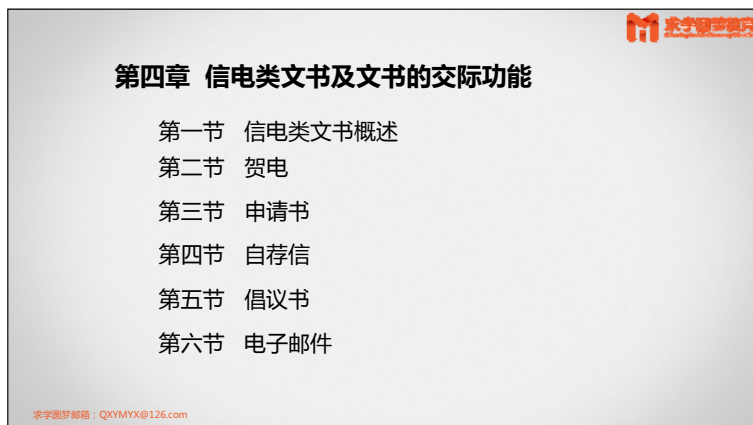 第四章 信电类文书及文书的交际功能
第一节 信电类文书概述
第二节 贺电
第三节 申请书
第四节 自荐信
第五节 倡议书
第六节 电子邮件
求学圆梦邮箱：QXYMYX@126.com